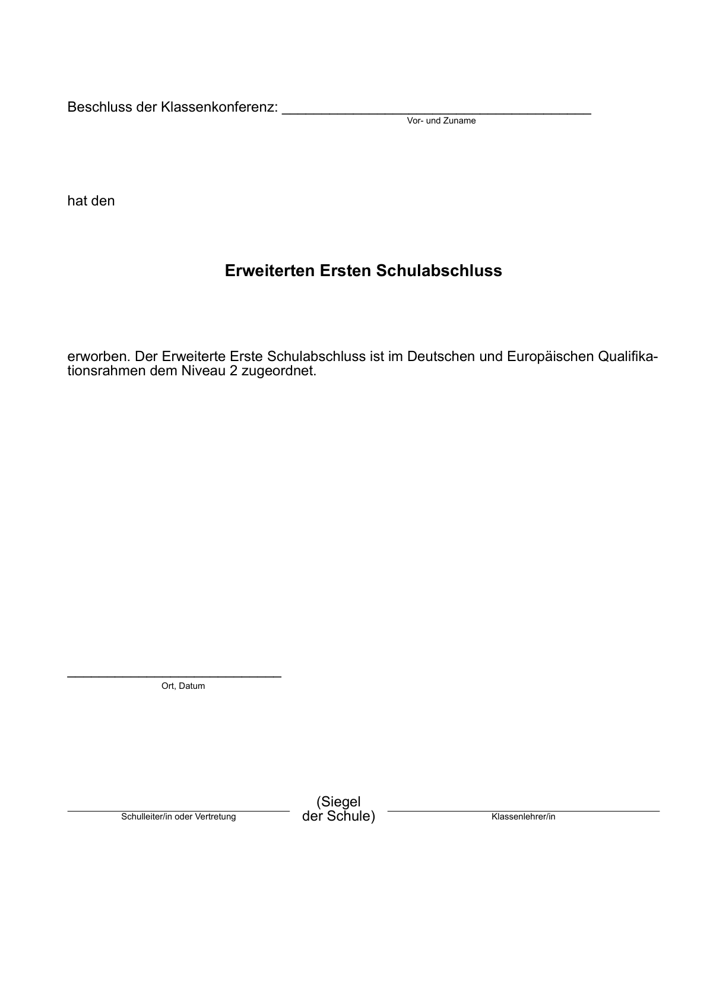 Beschluss der Klassenkonferenz: _______________________________________
Vor- und Zuname
hat den
Erweiterten Ersten Schulabschluss
erworben. Der Erweiterte Erste Schulabschluss ist im Deutschen und Europäischen Qualifika-
tionsrahmen dem Niveau 2 zugeordnet.
___________________________
Ort, Datum
(Siegel
der Schule)
Schulleiter/in oder Vertretung
Klassenlehrer/in